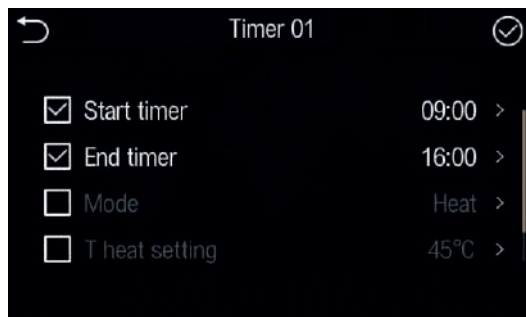 Timer 01
Start timer 09:00 >
End timer 16:00 >
Mode Heat >
T heat setting 45°C >